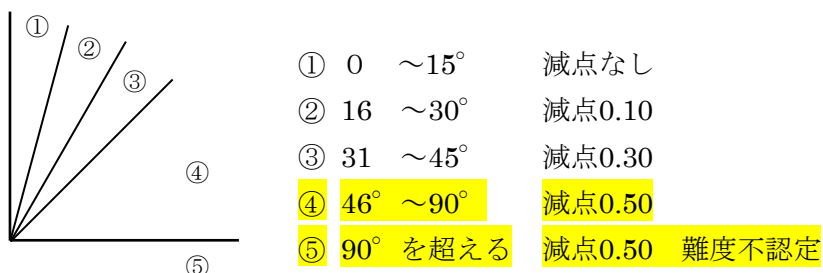 ①
②
③
④
⑤
① 0 ～15° 減点なし
② 16 ～30° 減点0.10
③ 31 ～45° 減点0.30
④ 46° ～90° 減点0.50
⑤ 90° を超える 減点0.50 難度不認定